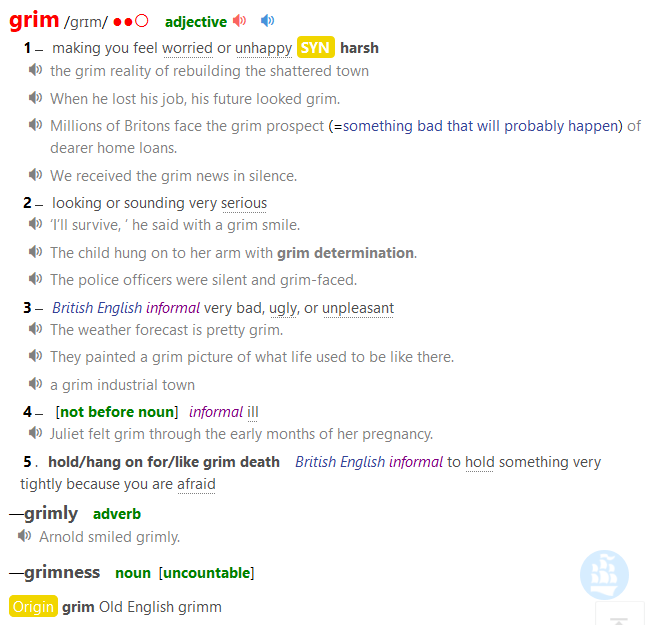 grim /ɡrɪm/ ●●○ adjective
1 – making you feel worried or unhappy SYN harsh
the grim reality of rebuilding the shattered town
When he lost his job, his future looked grim.
Millions of Britons face the grim prospect (=something bad that will probably happen) of
dearer home loans.
We received the grim news in silence.
2 – looking or sounding very serious
‘I’ll survive, ’ he said with a grim smile.
The child hung on to her arm with grim determination.
The police officers were silent and grim-faced.
3 – British English informal very bad, ugly, or unpleasant
The weather forecast is pretty grim.
They painted a grim picture of what life used to be like there.
a grim industrial town
4 – [not before noun] informal ill
Juliet felt grim through the early months of her pregnancy.
5 . hold/hang on for/like grim death British English informal to hold something very
tightly because you are afraid
—grimly adverb
Arnold smiled grimly.
—grimness noun [uncountable]
Origin grim Old English grimm